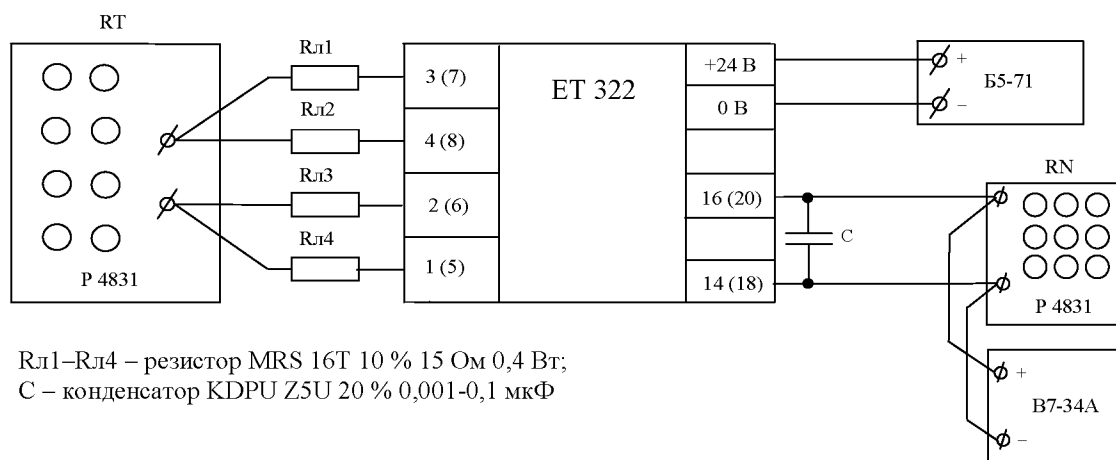 RT
Rл1
3 (7)
ЕТ 322
+24 В
+
Б5-71
0 В
–
Rл2
4 (8)
Rл3
2 (6)
16 (20)
RN
С
Rл4
1 (5)
14 (18)
Р 4831
Р 4831
Rл1–Rл4 – резистор MRS 16T 10 % 15 Ом 0,4 Вт;
С – конденсатор KDPU Z5U 20 % 0,001-0,1 мкФ
+
В7-34А
–